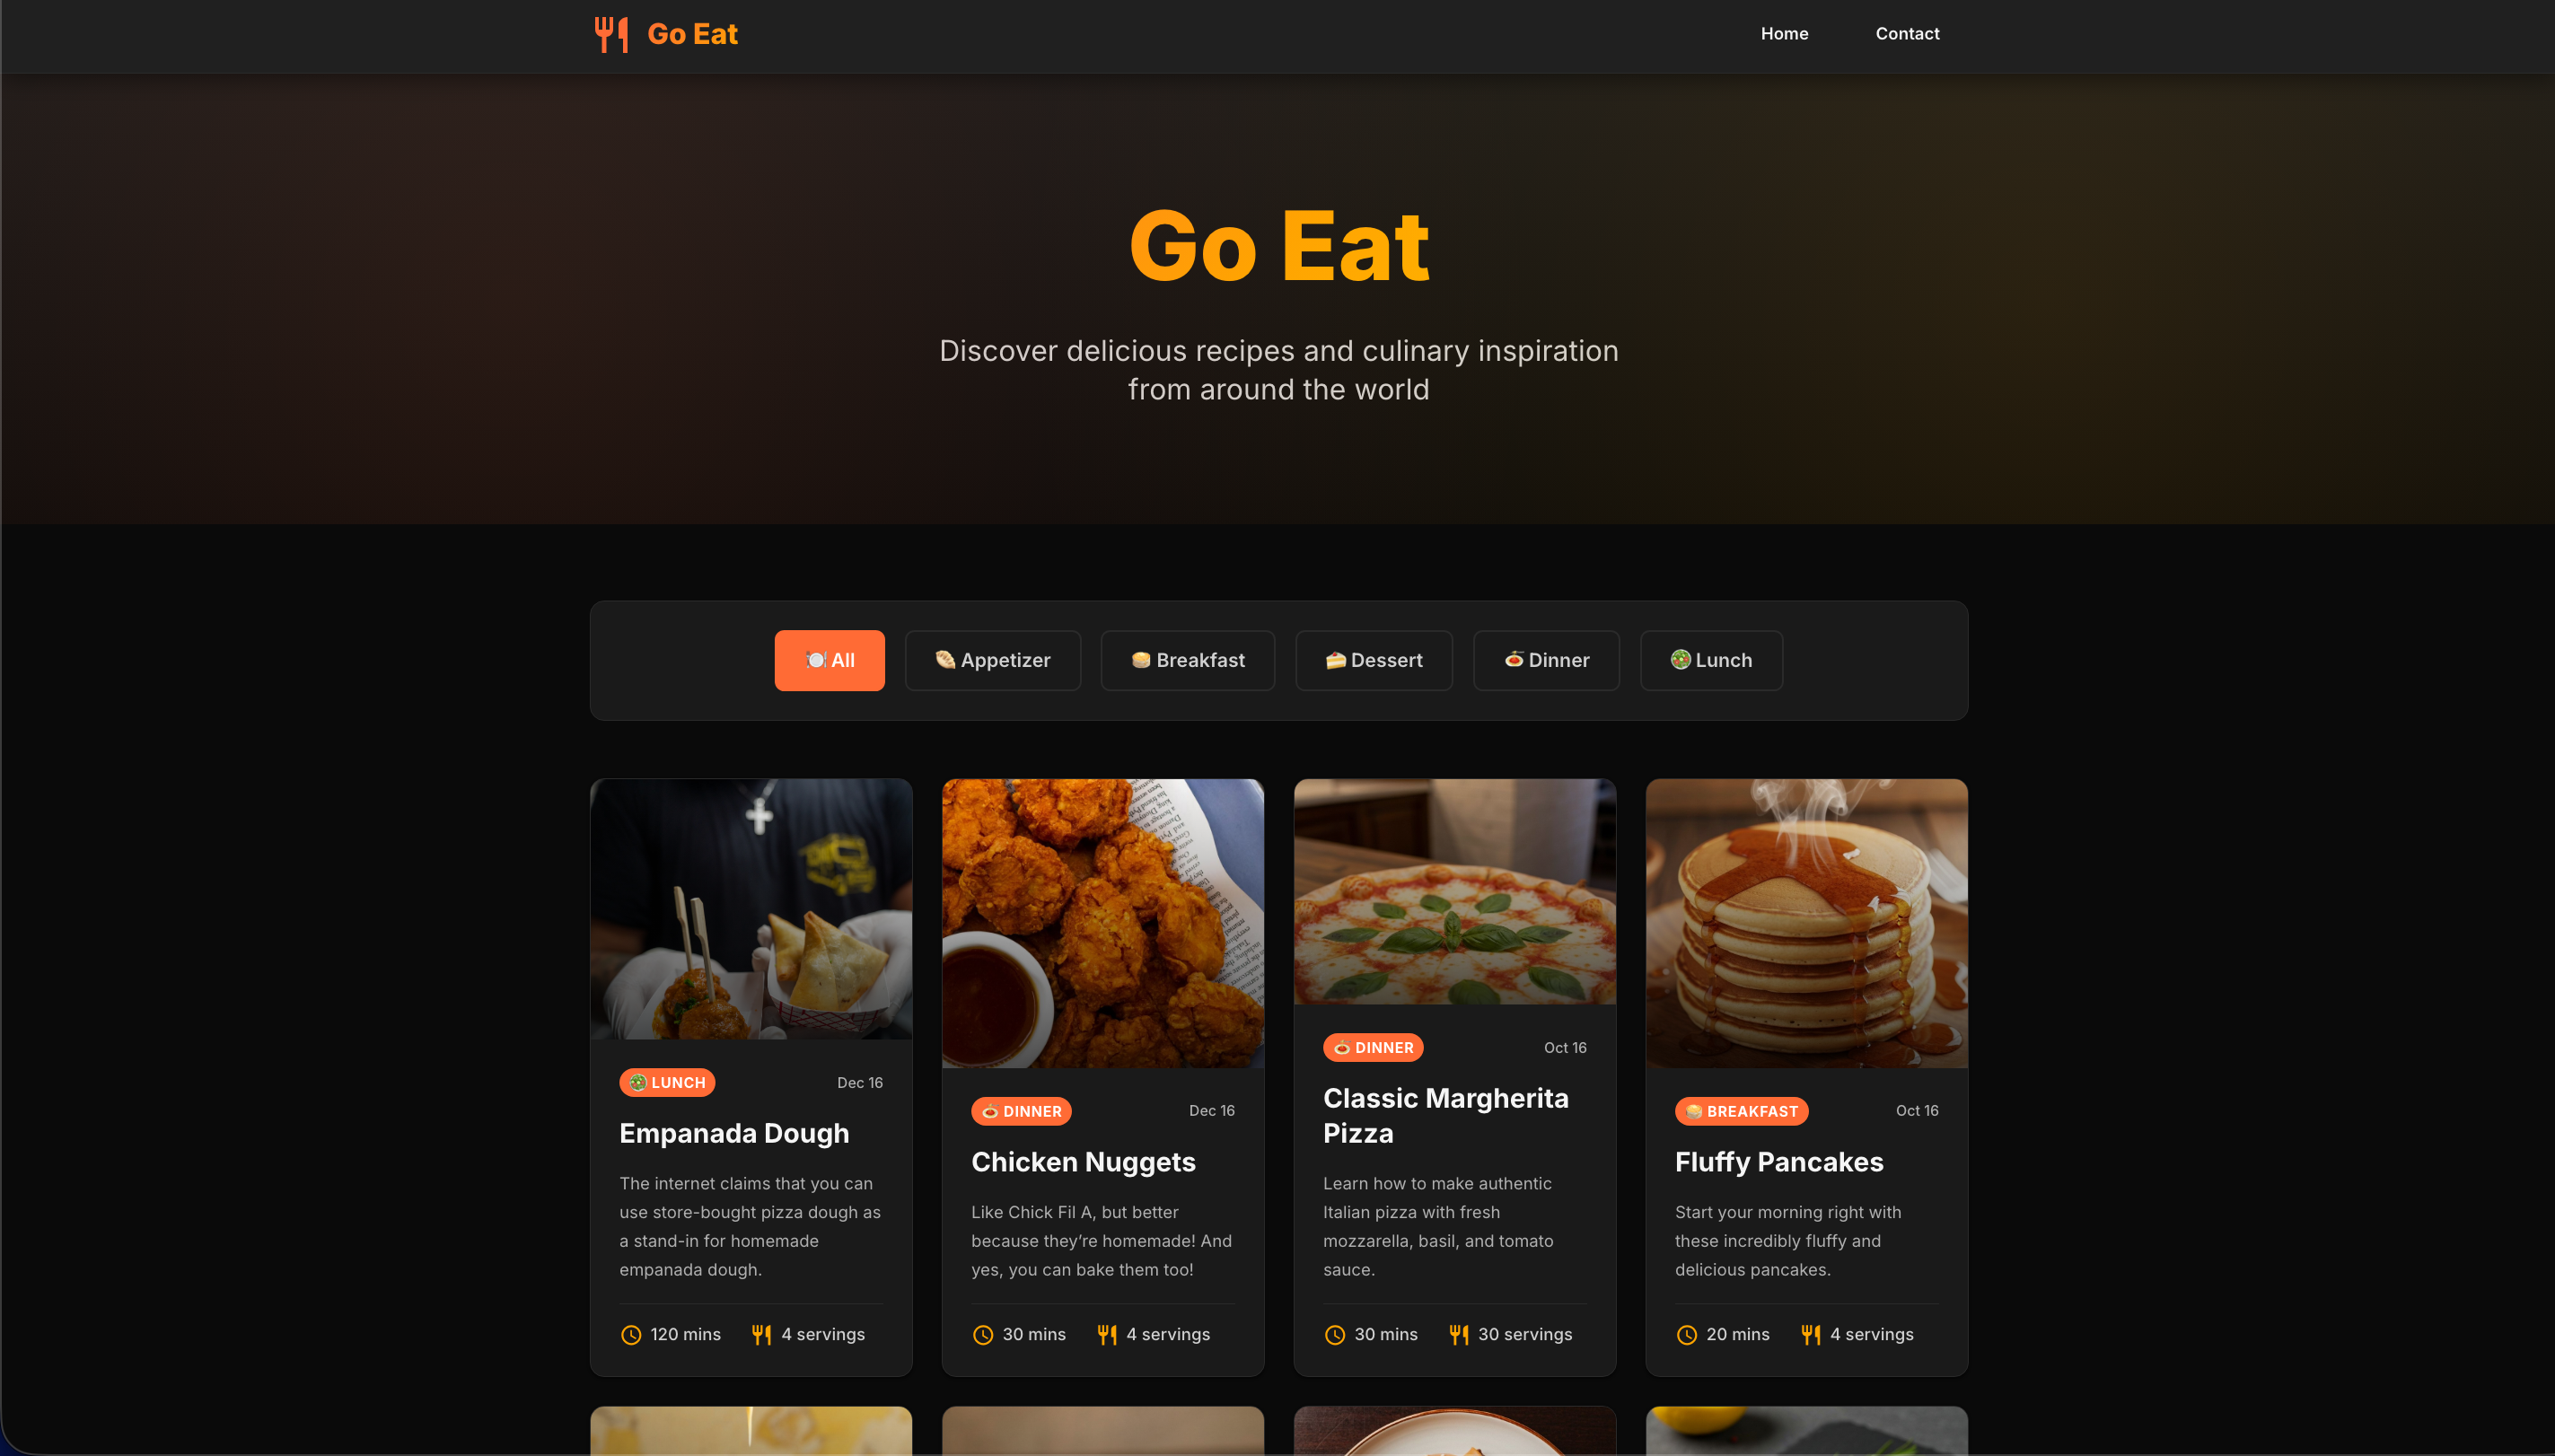 Go Eat
Home
Contact
Go Eat
Discover delicious recipes and culinary inspiration
from around the world
All
Appetizer
Breakfast
Dessert
Dinner
Lunch
LUNCH
Dec 16
Empanada Dough
The internet claims that you can
use store-bought pizza dough as
a stand-in for homemade
empanada dough.
120 mins
4 servings
DINNER
Dec 16
Chicken Nuggets
Like Chick Fil A, but better
because they’re homemade! And
yes, you can bake them too!
30 mins
4 servings
DINNER
Oct 16
Classic Margherita
Pizza
Learn how to make authentic
Italian pizza with fresh
mozzarella, basil, and tomato
sauce.
30 mins
30 servings
BREAKFAST
Oct 16
Fluffy Pancakes
Start your morning right with
these incredibly fluffy and
delicious pancakes.
20 mins
4 servings